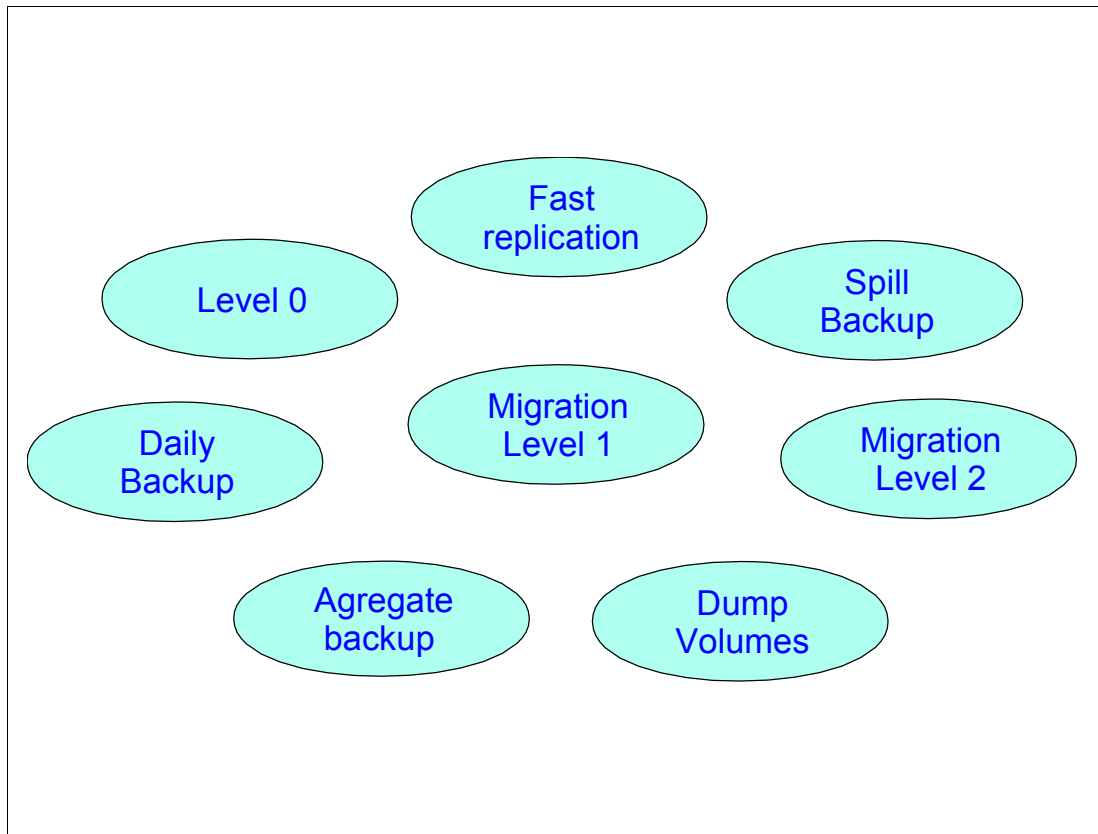 Fast
replication
Level 0
Spill
Backup
Migration
Level 1
Daily
Backup
Migration
Level 2
Agregate
backup
Dump
Volumes